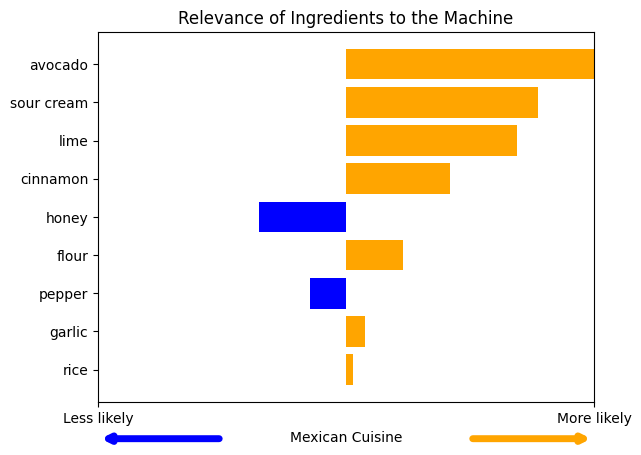 Relevance of Ingredients to the Machine
avocado
sour cream
lime
cinnamon
honey
flour
pepper
garlic
rice
Less likely
More likely
Mexican Cuisine